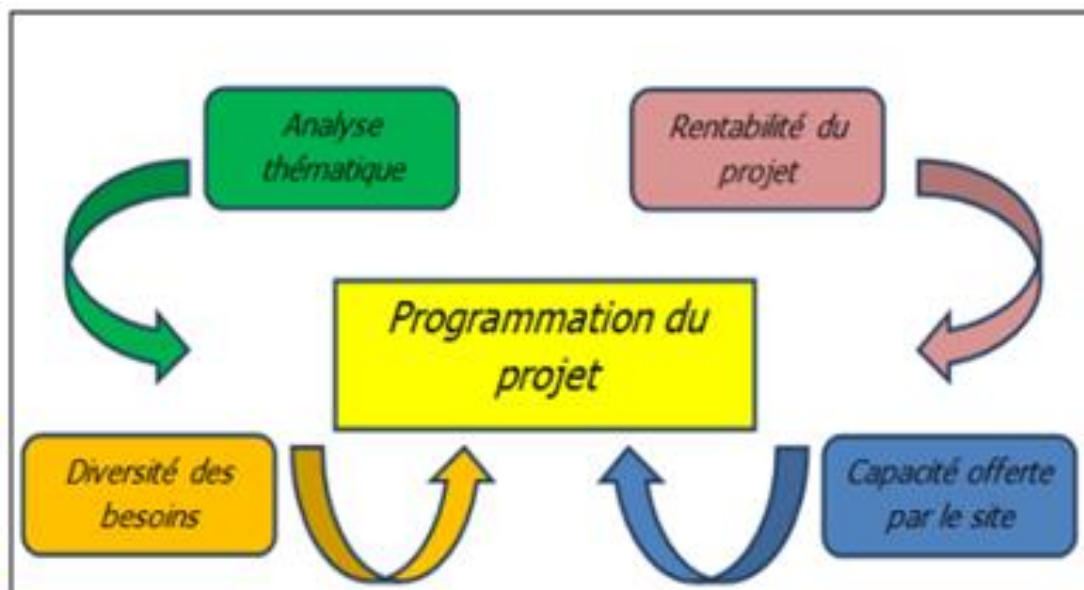 Analyse
thématique
Rentabilité du
projet
Programmation du
projet
Diversité des
besoins
Capacité offerte
par le site